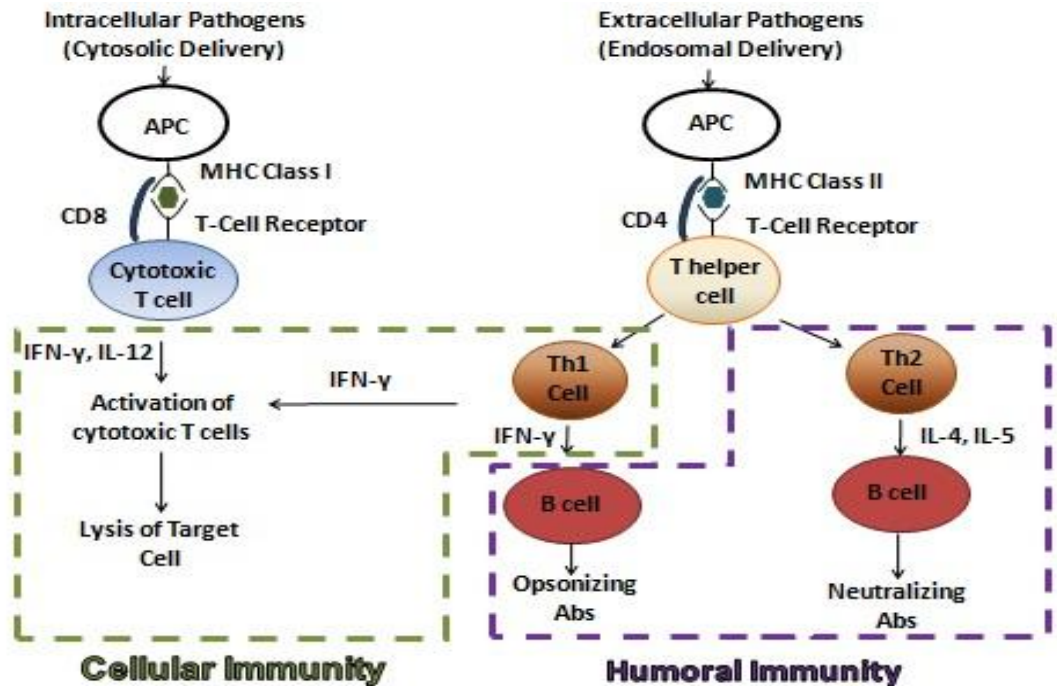 Intracellular Pathogens
(Cytosolic Delivery)
APC
MHC Class I
CD8
T-Cell Receptor
Cytotoxic
T cell
Extracellular Pathogens
(Endosomal Delivery)
APC
MHC Class II
CD4
T-Cell Receptor
T helper
cell
IFN-γ, IL-12
Activation of
cytotoxic T cells
Lysis of Target
Cell
IFN-γ
Th1
Cell
IFN-γ
B cell
Opsonizing
Abs
Th2
Cell
IL-4, IL-5
B cell
Neutralizing
Abs
Cellular Immunity
Humoral Immunity